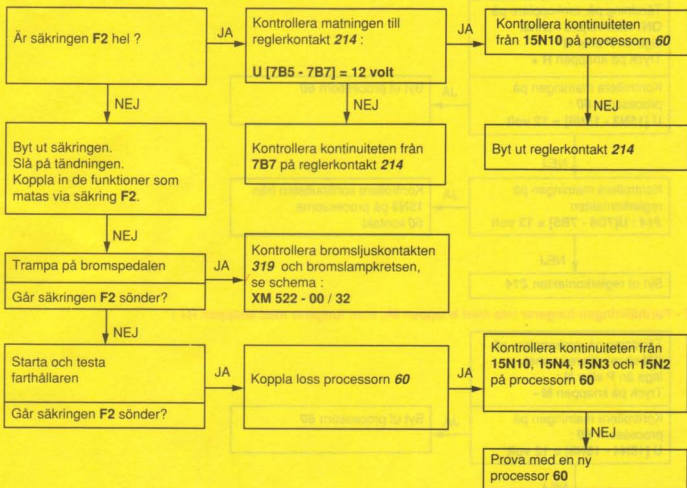 Är säkringen F2 hel ?
JA
Kontrollera matningen till
reglerkontakt 214 :
U [7B5 - 7B7] = 12 volt
JA
Kontrollera kontinuiteten
från 15N10 på processorn 60
NEJ
NEJ
NEJ
Byt ut säkringen.
Slå på tändningen.
Koppla in de funktioner som
matas via säkring F2.
Kontrollera kontinuiteten från
7B7 på reglerkontakt 214
Byt ut reglerkontakt 214
NEJ
Trampa på bromspedalen
Går säkringen F2 sönder?
JA
Kontrollera bromsljuskontakten
319 och bromslampkretsen,
se schema :
XM 522 - 00 / 32
NEJ
Starta och testa
farthållaren
Går säkringen F2 sönder?
JA
Koppla loss processorn 60
JA
Kontrollera kontinuiteten från
15N10, 15N4, 15N3 och 15N2
på processorn 60
NEJ
Prova med en ny
processor 60